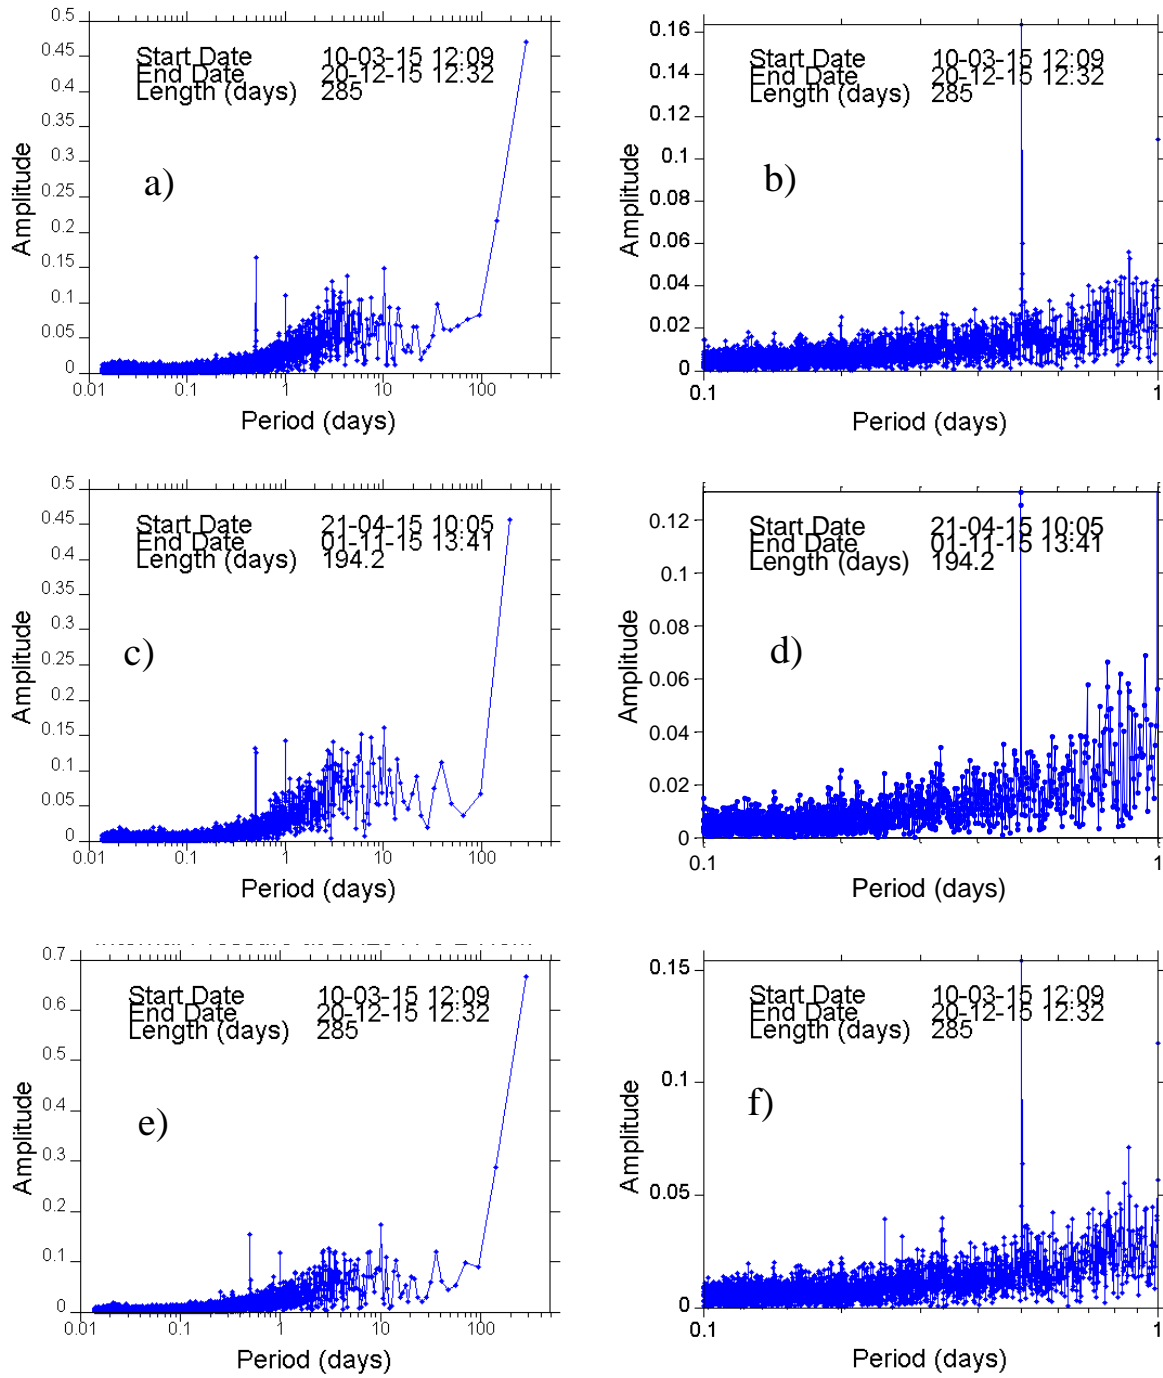 0.5
0.45
0.4
0.35
0.3
0.25
0.2
0.15
0.1
0.05
0
Amplitude
Start Date 10-03-15 12:09
End Date 20-12-15 12:32
Length (days) 285
a)
0.01 0.1 1 10 100
Period (days)
0.16
0.14
0.12
0.1
0.08
0.06
0.04
0.02
0
Amplitude
Start Date 10-03-15 12:09
End Date 20-12-15 12:32
Length (days) 285
b)
0.1 1
Period (days)
0.5
0.45
0.4
0.35
0.3
0.25
0.2
0.15
0.1
0.05
0
Amplitude
Start Date 21-04-15 10:05
End Date 01-11-15 13:41
Length (days) 194.2
c)
0.01 0.1 1 10 100
Period (days)
0.12
0.1
0.08
0.06
0.04
0.02
0
Amplitude
Start Date 21-04-15 10:05
End Date 01-11-15 13:41
Length (days) 194.2
d)
0.1 1
Period (days)
0.7
0.6
0.5
0.4
0.3
0.2
0.1
0
Amplitude
Start Date 10-03-15 12:09
End Date 20-12-15 12:32
Length (days) 285
e)
0.01 0.1 1 10 100
Period (days)
0.15
0.1
0.05
0
Amplitude
Start Date 10-03-15 12:09
End Date 20-12-15 12:32
Length (days) 285
f)
0.1 1
Period (days)